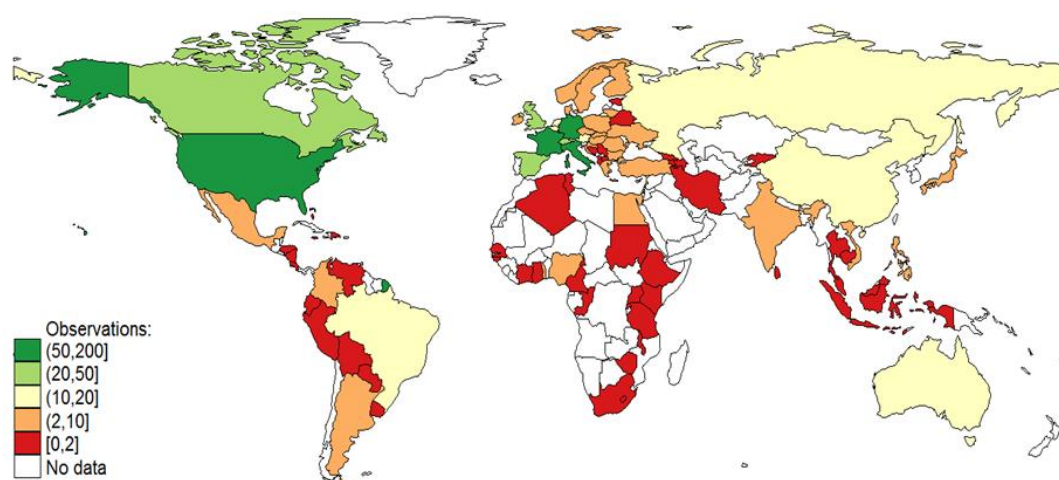 Observations:
(50,200]
(20,50]
(10,20]
(2,10]
[0,2]
No data